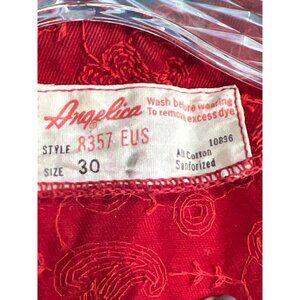 Angelica
Wash before wearing
To remove excess dye
STYLE 8357 EUS
10836
SIZE 30
All Cotton
Sanforized